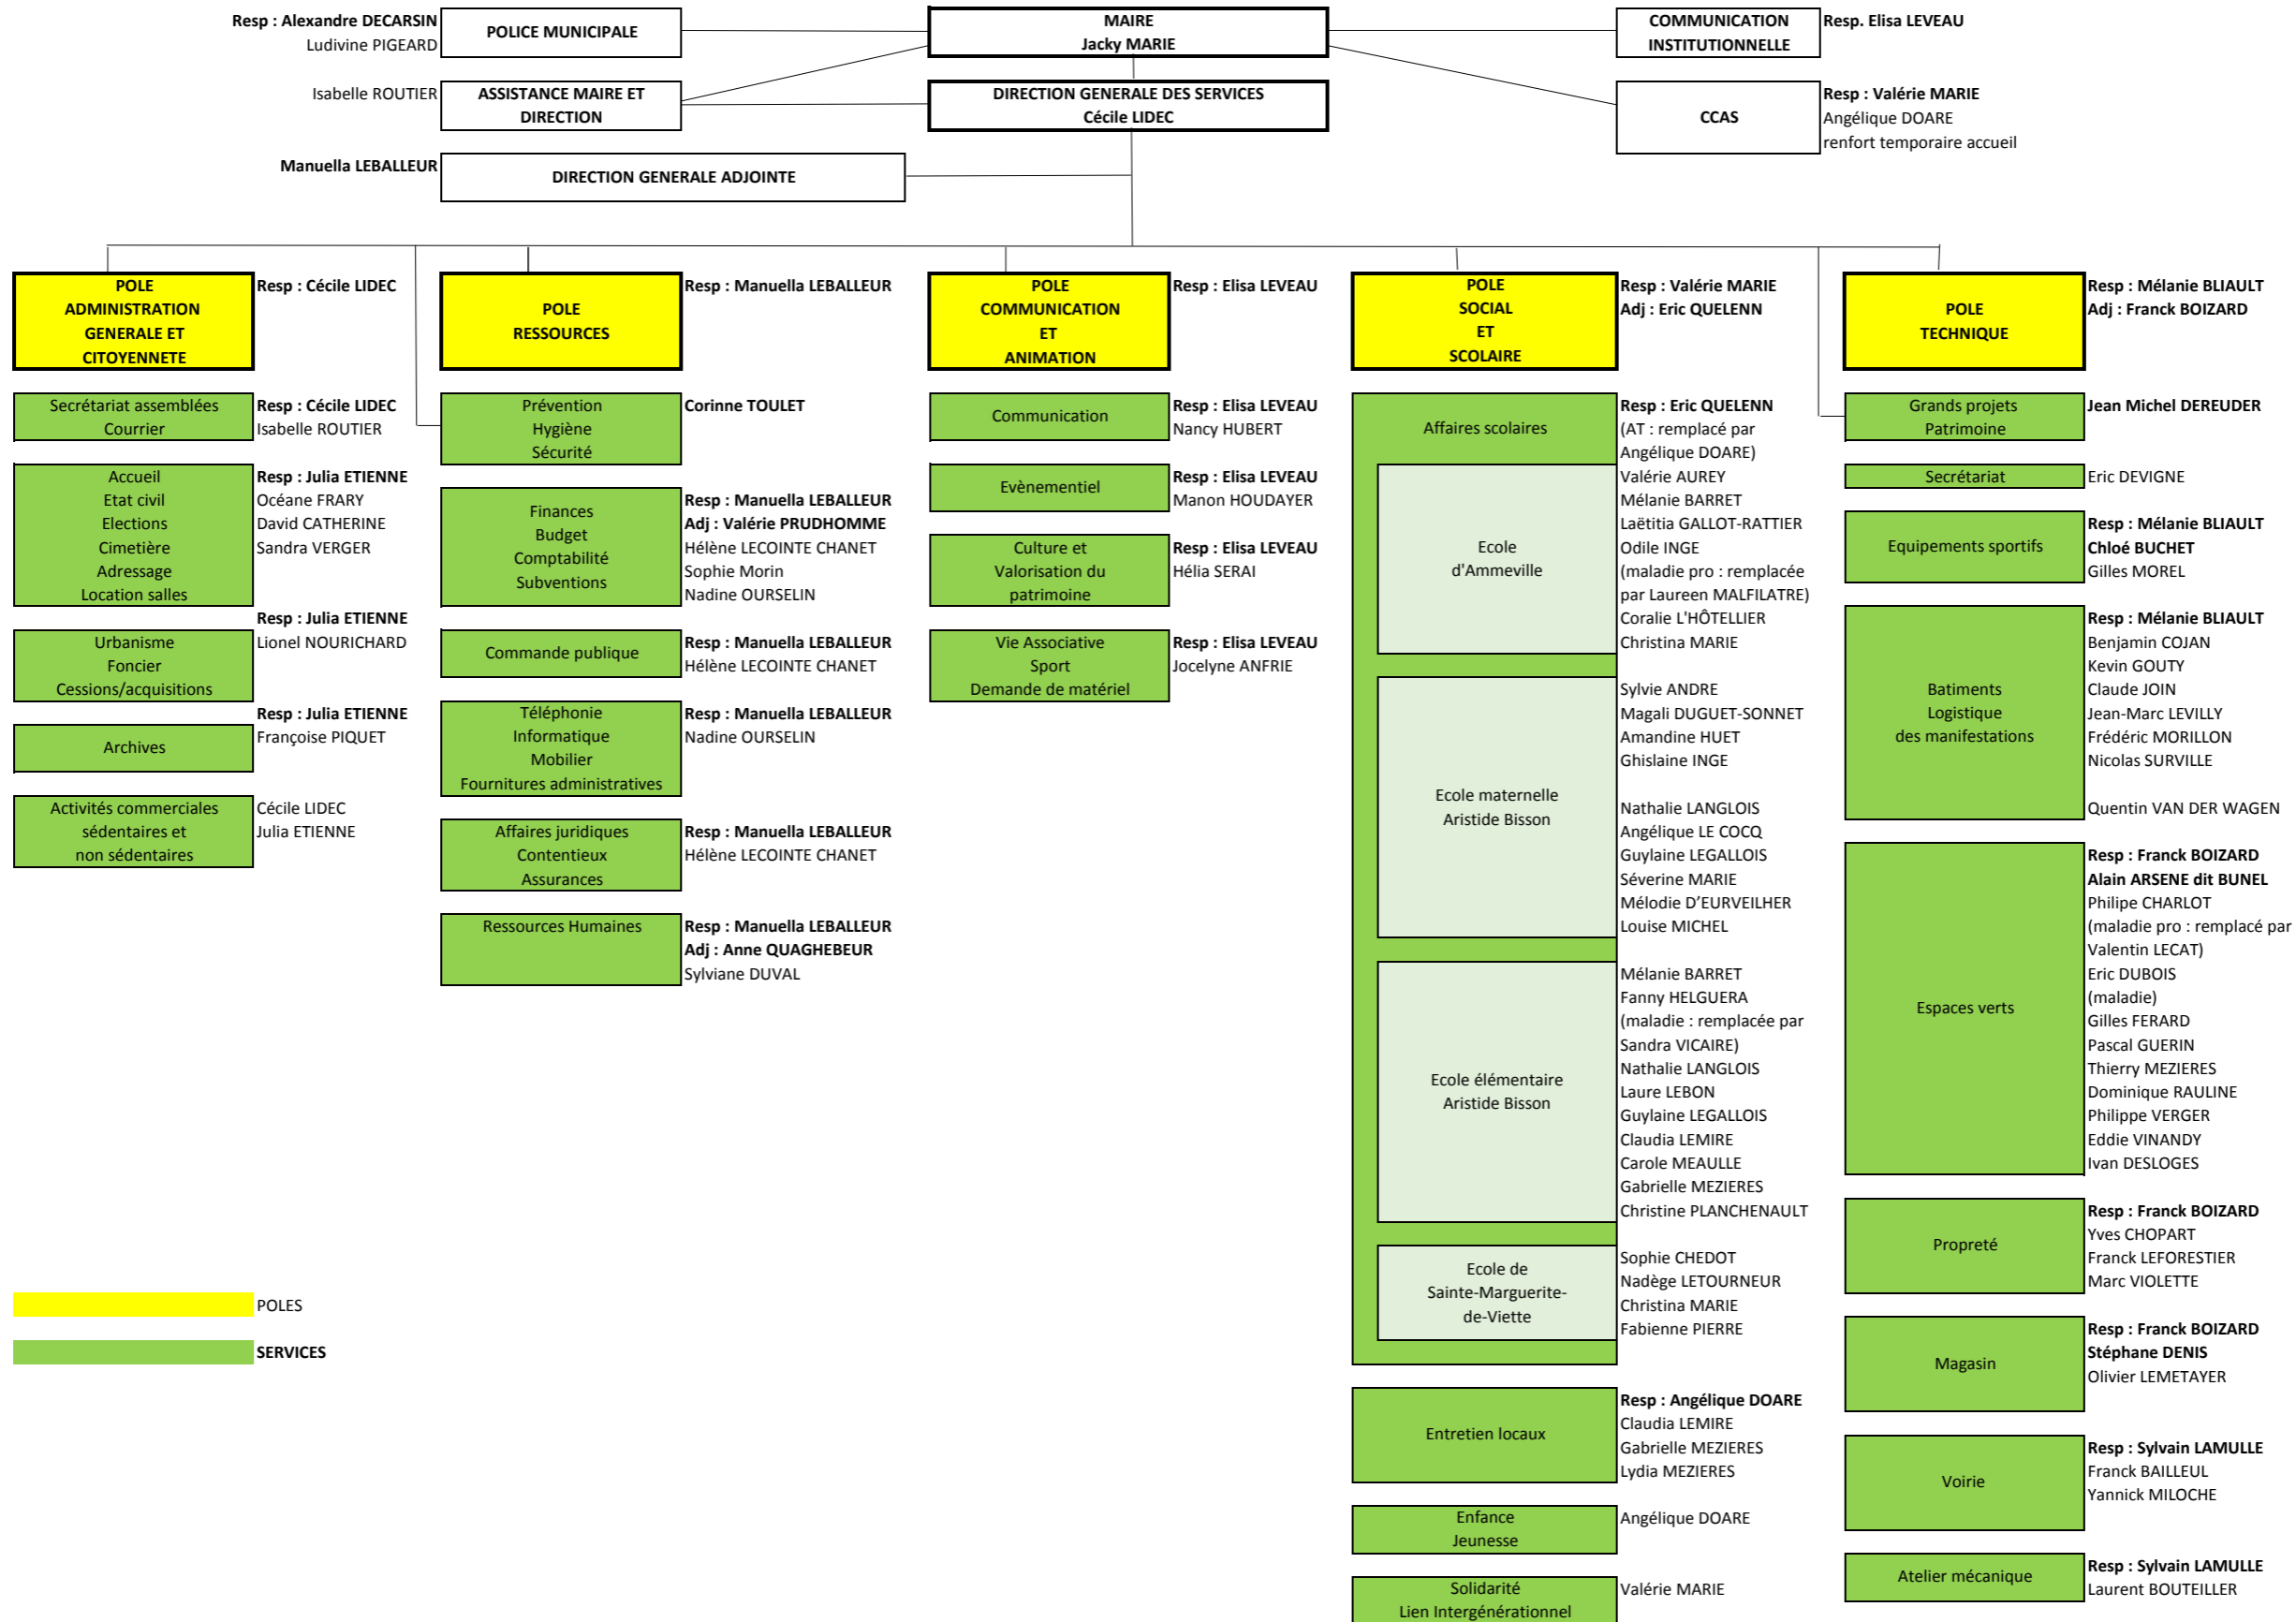 Resp : Alexandre DECARSIN
Ludivine PIGEARD
POLICE MUNICIPALE
MAIRE
Jacky MARIE
COMMUNICATION
INSTITUTIONNELLE
Resp. Elisa LEVEAU
Isabelle ROUTIER
ASSISTANCE MAIRE ET
DIRECTION
DIRECTION GENERALE DES SERVICES
Cécile LIDEC
CCAS
Resp : Valérie MARIE
Angélique DOARE
renfort temporaire accueil
Manuella LEBALLEUR
DIRECTION GENERALE ADJOINTE
POLE
ADMINISTRATION
GENERALE ET
CITOYENNETE
Resp : Cécile LIDEC
Secrétariat assemblées
Courrier
Resp : Cécile LIDEC
Isabelle ROUTIER
Accueil
Etat civil
Elections
Cimetière
Adressage
Location salles
Resp : Julia ETIENNE
Océane FRARY
David CATHERINE
Sandra VERGER
Urbanisme
Foncier
Cessions/acquisitions
Resp : Julia ETIENNE
Lionel NOURICHARD
Archives
Resp : Julia ETIENNE
Françoise PIQUET
Activités commerciales
sédentaires et
non sédentaires
Cécile LIDEC
Julia ETIENNE
POLES
SERVICES
POLE
RESSOURCES
Resp : Manuella LEBALLEUR
Prévention
Hygiène
Sécurité
Corinne TOULET
Finances
Budget
Comptabilité
Subventions
Resp : Manuella LEBALLEUR
Adj : Valérie PRUDHOMME
Hélène LECOINTE CHANET
Sophie Morin
Nadine OURSELIN
Commande publique
Resp : Manuella LEBALLEUR
Hélène LECOINTE CHANET
Téléphonie
Informatique
Mobilier
Fournitures administratives
Resp : Manuella LEBALLEUR
Nadine OURSELIN
Affaires juridiques
Contentieux
Assurances
Resp : Manuella LEBALLEUR
Hélène LECOINTE CHANET
Ressources Humaines
Resp : Manuella LEBALLEUR
Adj : Anne QUAGHEBEUR
Sylviane DUVAL
POLE
COMMUNICATION
ET
ANIMATION
Resp : Elisa LEVEAU
Communication
Resp : Elisa LEVEAU
Nancy HUBERT
Evènementiel
Resp : Elisa LEVEAU
Manon HOUDAYER
Culture et
Valorisation du
patrimoine
Resp : Elisa LEVEAU
Hélia SERAI
Vie Associative
Sport
Demande de matériel
Resp : Elisa LEVEAU
Jocelyne ANFRIE
POLE
SOCIAL
ET
SCOLAIRE
Resp : Valérie MARIE
Adj : Eric QUELENN
Affaires scolaires
Resp : Eric QUELENN
(AT : remplacé par
Angélique DOARE)
Ecole
d'Ammeville
Valérie AUREY
Mélanie BARRET
Laëtitia GALLOT-RATTIER
Odile INGE
(maladie pro : remplacée
par Laureen MALFILATRE)
Coralie L'HÔTELLIER
Christina MARIE
Ecole maternelle
Aristide Bisson
Sylvie ANDRE
Magali DUGUET-SONNET
Amandine HUET
Ghislaine INGE
Nathalie LANGLOIS
Angélique LE COCQ
Guylaine LEGALLOIS
Séverine MARIE
Mélodie D’EURVEILHER
Louise MICHEL
Ecole élémentaire
Aristide Bisson
Mélanie BARRET
Fanny HELGUERA
(maladie : remplacée par
Sandra VICAIRE)
Nathalie LANGLOIS
Laure LEBON
Guylaine LEGALLOIS
Claudia LEMIRE
Carole MEAULLE
Gabrielle MEZIERES
Christine PLANCHENAULT
Ecole de
Sainte-Marguerite-
de-Viette
Sophie CHEDOT
Nadège LETOURNEUR
Christina MARIE
Fabienne PIERRE
Entretien locaux
Resp : Angélique DOARE
Claudia LEMIRE
Gabrielle MEZIERES
Lydia MEZIERES
Enfance
Jeunesse
Angélique DOARE
Solidarité
Lien Intergénérationnel
Valérie MARIE
POLE
TECHNIQUE
Resp : Mélanie BLIAULT
Adj : Franck BOIZARD
Grands projets
Patrimoine
Jean Michel DEREUDER
Secrétariat
Eric DEVIGNE
Equipements sportifs
Resp : Mélanie BLIAULT
Chloé BUCHET
Gilles MOREL
Batiments
Logistique
des manifestations
Resp : Mélanie BLIAULT
Benjamin COJAN
Kevin GOUTY
Claude JOIN
Jean-Marc LEVILLY
Frédéric MORILLON
Nicolas SURVILLE
Quentin VAN DER WAGEN
Espaces verts
Resp : Franck BOIZARD
Alain ARSENE dit BUNEL
Philipe CHARLOT
(maladie pro : remplacé par
Valentin LECAT)
Eric DUBOIS
(maladie)
Gilles FERARD
Pascal GUERIN
Thierry MEZIERES
Dominique RAULINE
Philippe VERGER
Eddie VINANDY
Ivan DESLOGES
Propreté
Resp : Franck BOIZARD
Yves CHOPART
Franck LEFORESTIER
Marc VIOLETTE
Magasin
Resp : Franck BOIZARD
Stéphane DENIS
Olivier LEMETAYER
Voirie
Resp : Sylvain LAMULLE
Franck BAILLEUL
Yannick MILOCHE
Atelier mécanique
Resp : Sylvain LAMULLE
Laurent BOUTEILLER